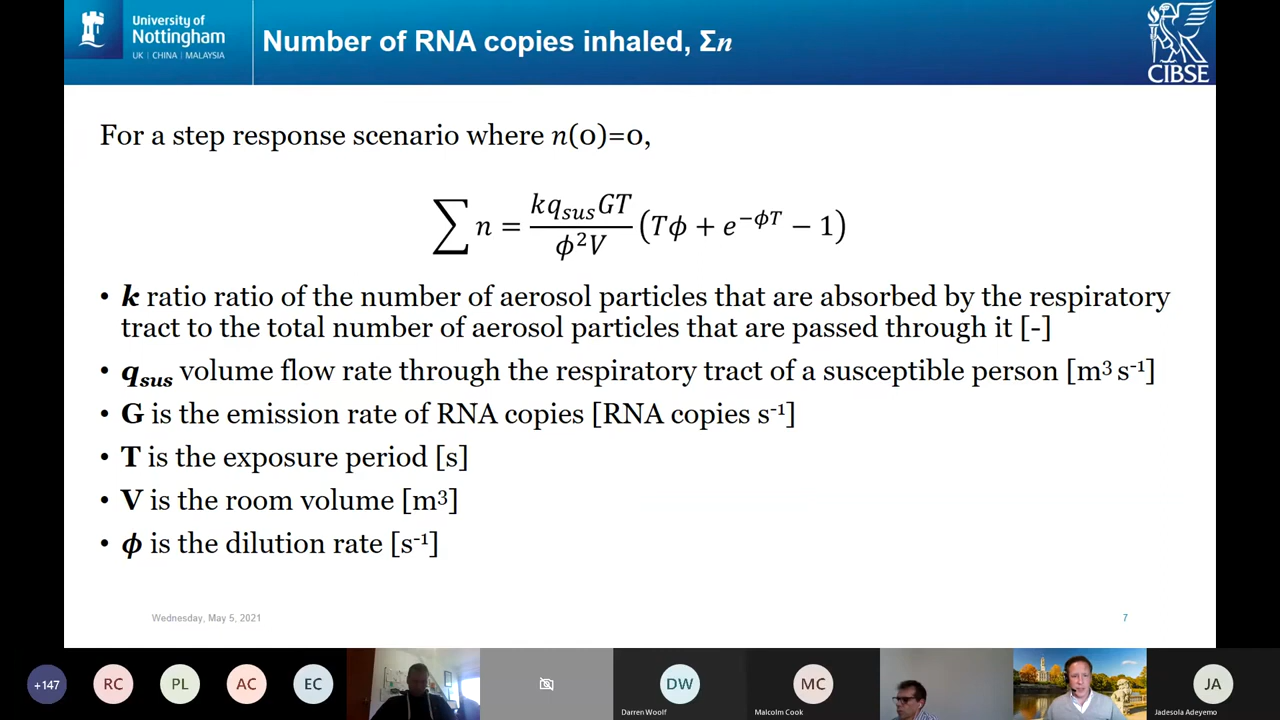 University of
Nottingham
UK | CHINA | MALAYSIA
Number of RNA copies inhaled, Σn
CIBSE
For a step response scenario where n(0)=0,
∑ n = kq_sus GT / ϕ²V (Tϕ + e^−ϕT − 1)
• k ratio ratio of the number of aerosol particles that are absorbed by the respiratory
tract to the total number of aerosol particles that are passed through it [-]
• q_sus volume flow rate through the respiratory tract of a susceptible person [m³ s⁻¹]
• G is the emission rate of RNA copies [RNA copies s⁻¹]
• T is the exposure period [s]
• V is the room volume [m³]
• ϕ is the dilution rate [s⁻¹]
Wednesday, May 5, 2021
7
+147
RC
PL
AC
EC
DW
Darren Woolf
MC
Malcolm Cook
JA
Jadesola Adeyemo